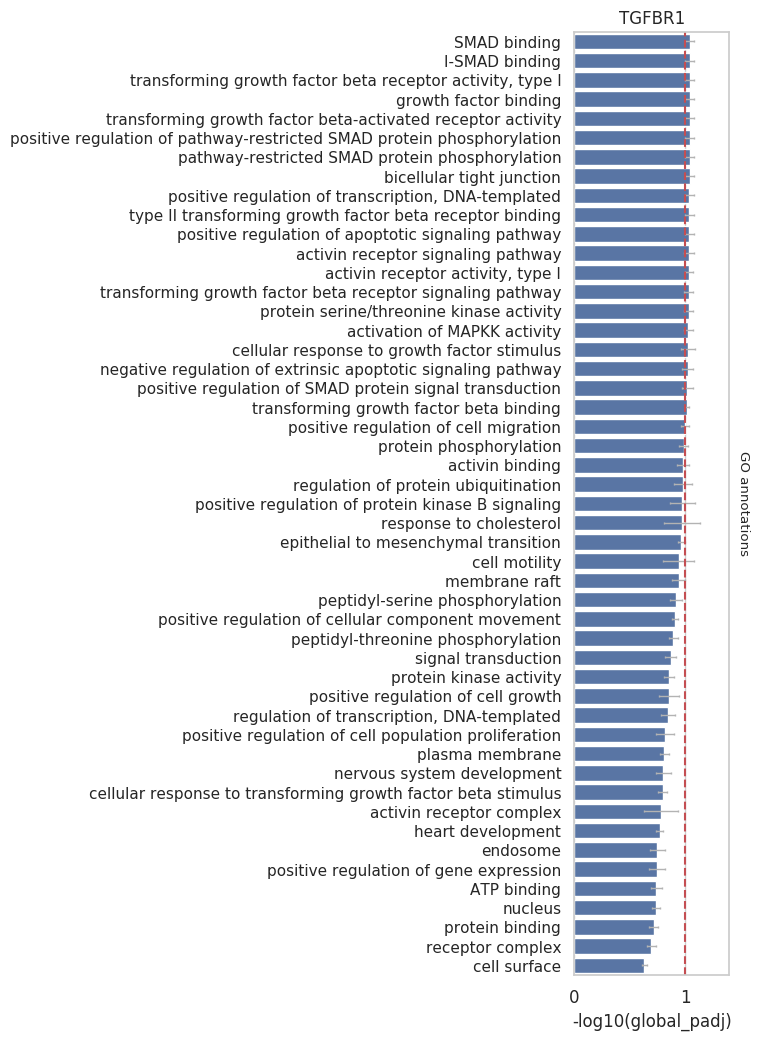 TGFBR1
SMAD binding
I-SMAD binding
transforming growth factor beta receptor activity, type I
growth factor binding
transforming growth factor beta-activated receptor activity
positive regulation of pathway-restricted SMAD protein phosphorylation
pathway-restricted SMAD protein phosphorylation
bicellular tight junction
positive regulation of transcription, DNA-templated
type II transforming growth factor beta receptor binding
positive regulation of apoptotic signaling pathway
activin receptor signaling pathway
activin receptor activity, type I
transforming growth factor beta receptor signaling pathway
protein serine/threonine kinase activity
activation of MAPKK activity
cellular response to growth factor stimulus
negative regulation of extrinsic apoptotic signaling pathway
positive regulation of SMAD protein signal transduction
transforming growth factor beta binding
positive regulation of cell migration
protein phosphorylation
activin binding
regulation of protein ubiquitination
positive regulation of protein kinase B signaling
response to cholesterol
epithelial to mesenchymal transition
cell motility
membrane raft
peptidyl-serine phosphorylation
positive regulation of cellular component movement
peptidyl-threonine phosphorylation
signal transduction
protein kinase activity
positive regulation of cell growth
regulation of transcription, DNA-templated
positive regulation of cell population proliferation
plasma membrane
nervous system development
cellular response to transforming growth factor beta stimulus
activin receptor complex
heart development
endosome
positive regulation of gene expression
ATP binding
nucleus
protein binding
receptor complex
cell surface
GO annotations
0 1
-log10(global_padj)